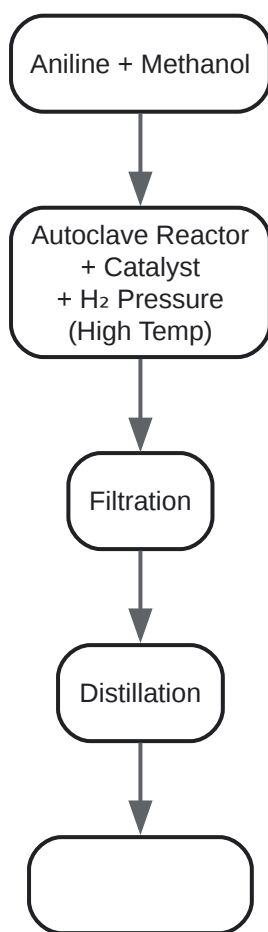 Aniline + Methanol
Autoclave Reactor
+ Catalyst
+ H₂ Pressure
(High Temp)
Filtration
Distillation